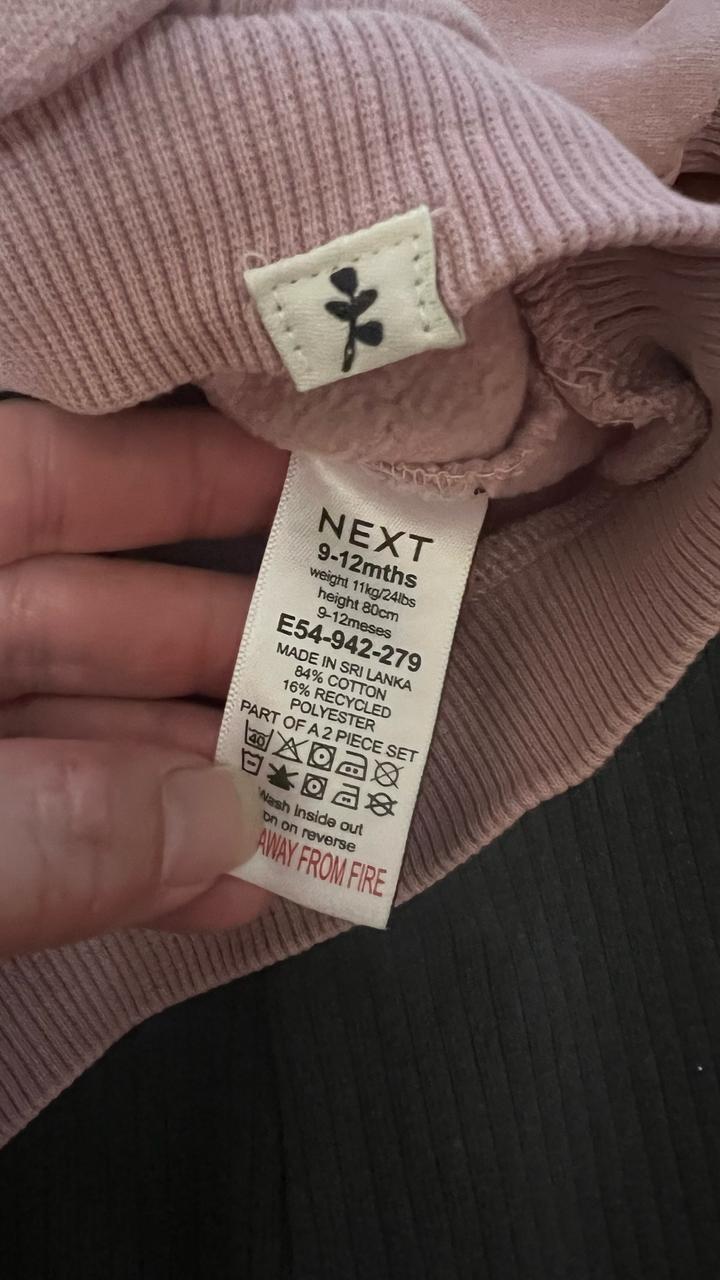 NEXT
9-12mths
weight 11kg/24lbs
height 80cm
9-12meses
E54-942-279
MADE IN SRI LANKA
84% COTTON
16% RECYCLED
POLYESTER
PART OF A 2 PIECE SET
40
Wash Inside out
on reverse
AWAY FROM FIRE